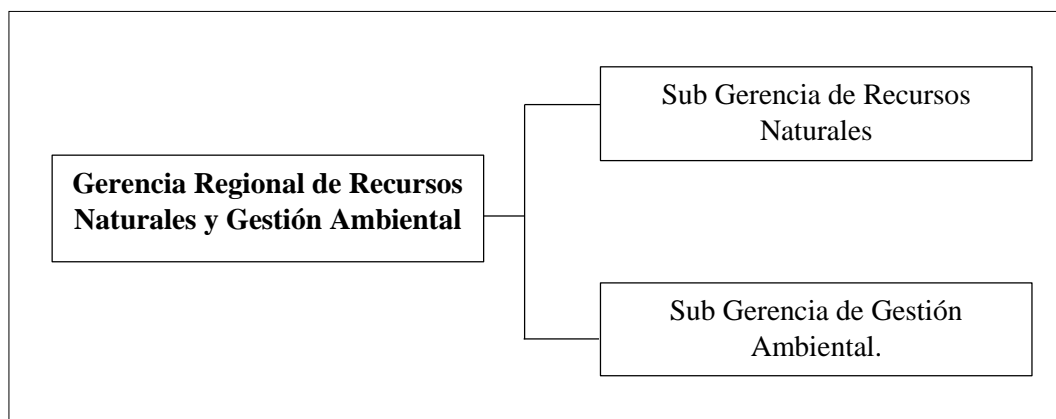 Gerencia Regional de Recursos
Naturales y Gestión Ambiental
Sub Gerencia de Recursos
Naturales
Sub Gerencia de Gestión
Ambiental.